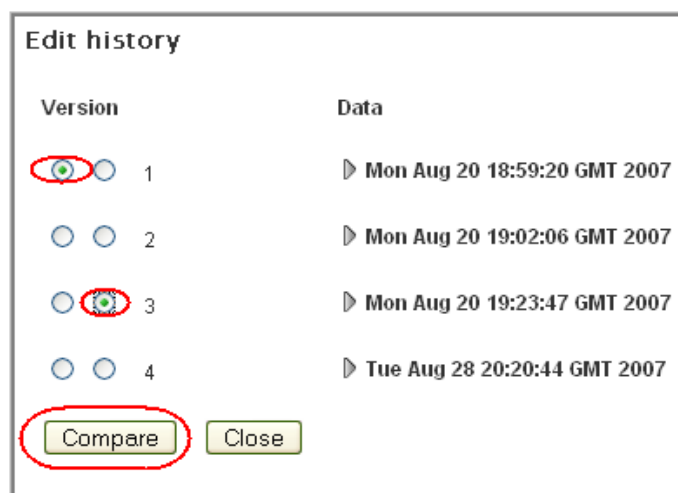 Edit history
Version Data
1 Mon Aug 20 18:59:20 GMT 2007
2 Mon Aug 20 19:02:06 GMT 2007
3 Mon Aug 20 19:23:47 GMT 2007
4 Tue Aug 28 20:20:44 GMT 2007
Compare Close